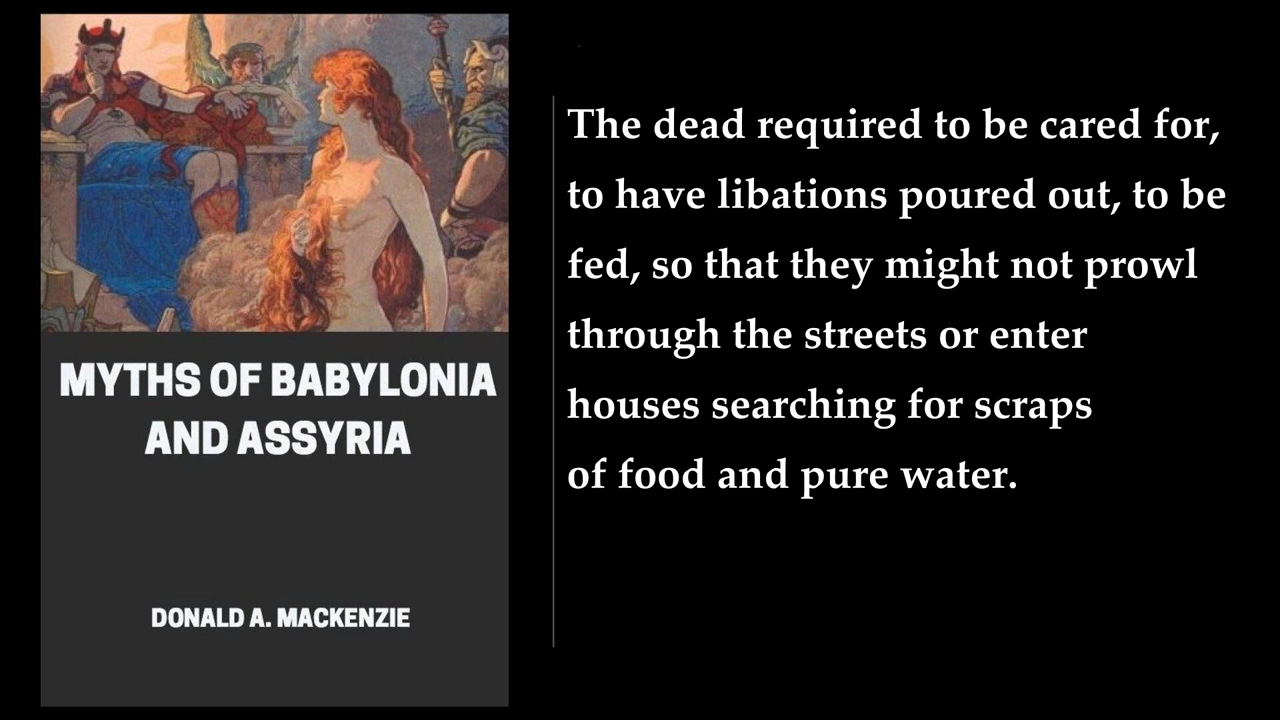 MYTHS OF BABYLONIA
AND ASSYRIA
DONALD A. MACKENZIE
The dead required to be cared for,
to have libations poured out, to be
fed, so that they might not prowl
through the streets or enter
houses searching for scraps
of food and pure water.